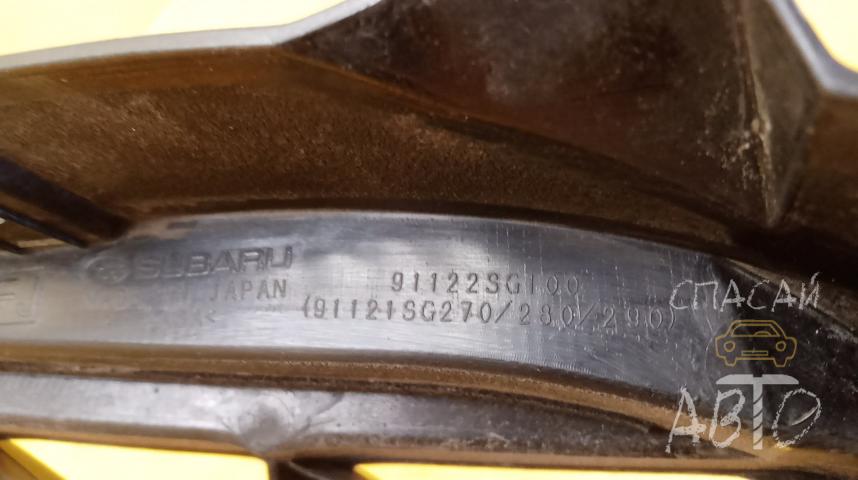 SUBARU
91122SG100
JAPAN
(91121SG270/280/290)
СПАСАЙ
АВТО